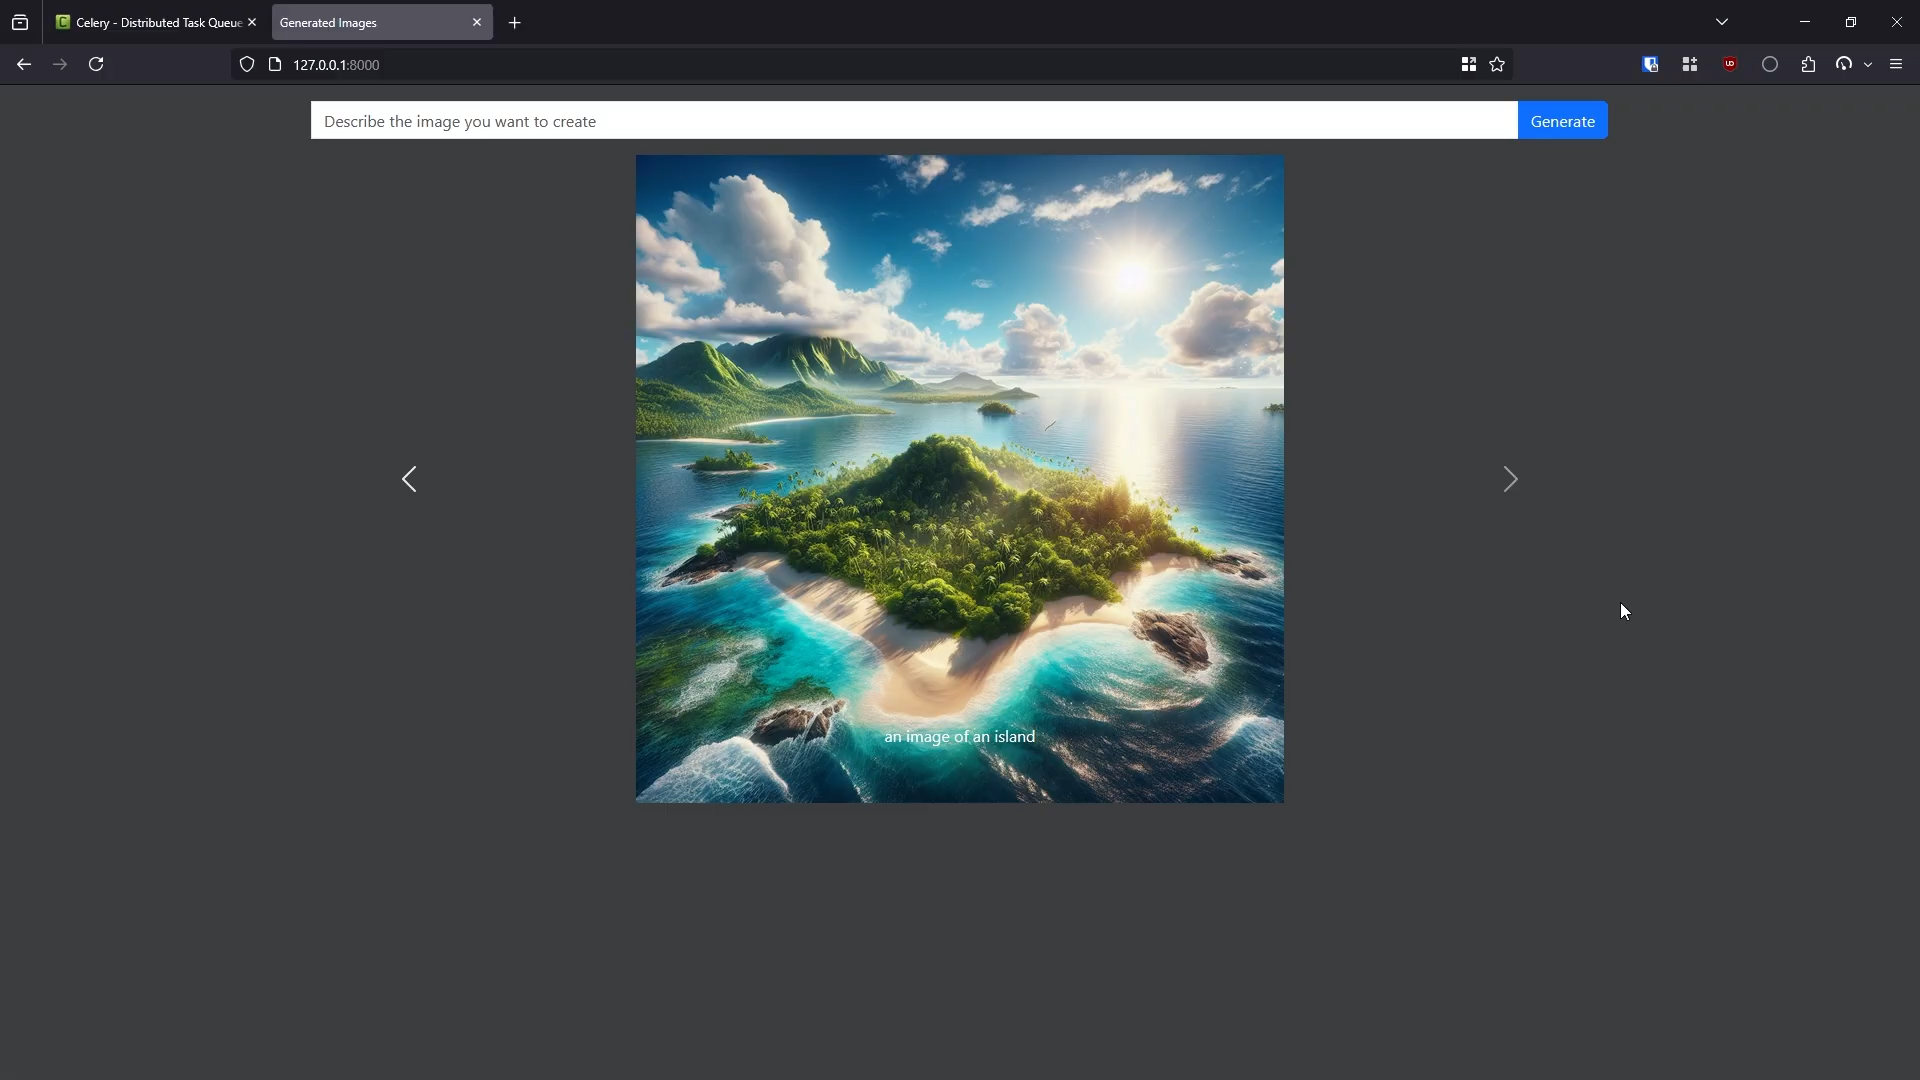 Celery - Distributed Task Queue
Generated Images
127.0.0.1:8000
Describe the image you want to create
Generate
an image of an island